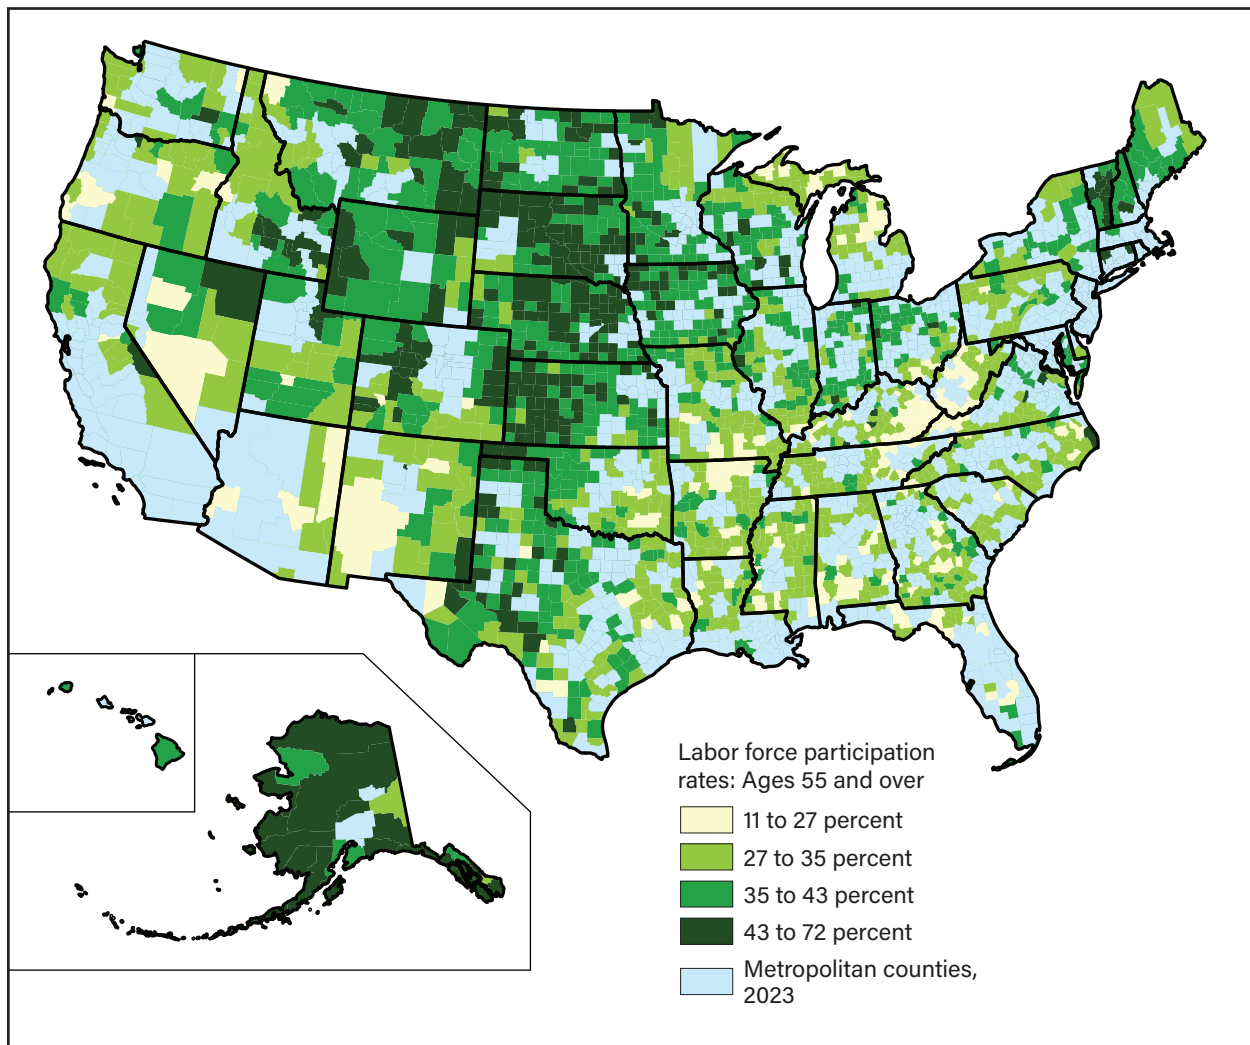 Labor force participation
rates: Ages 55 and over
11 to 27 percent
27 to 35 percent
35 to 43 percent
43 to 72 percent
Metropolitan counties,
2023